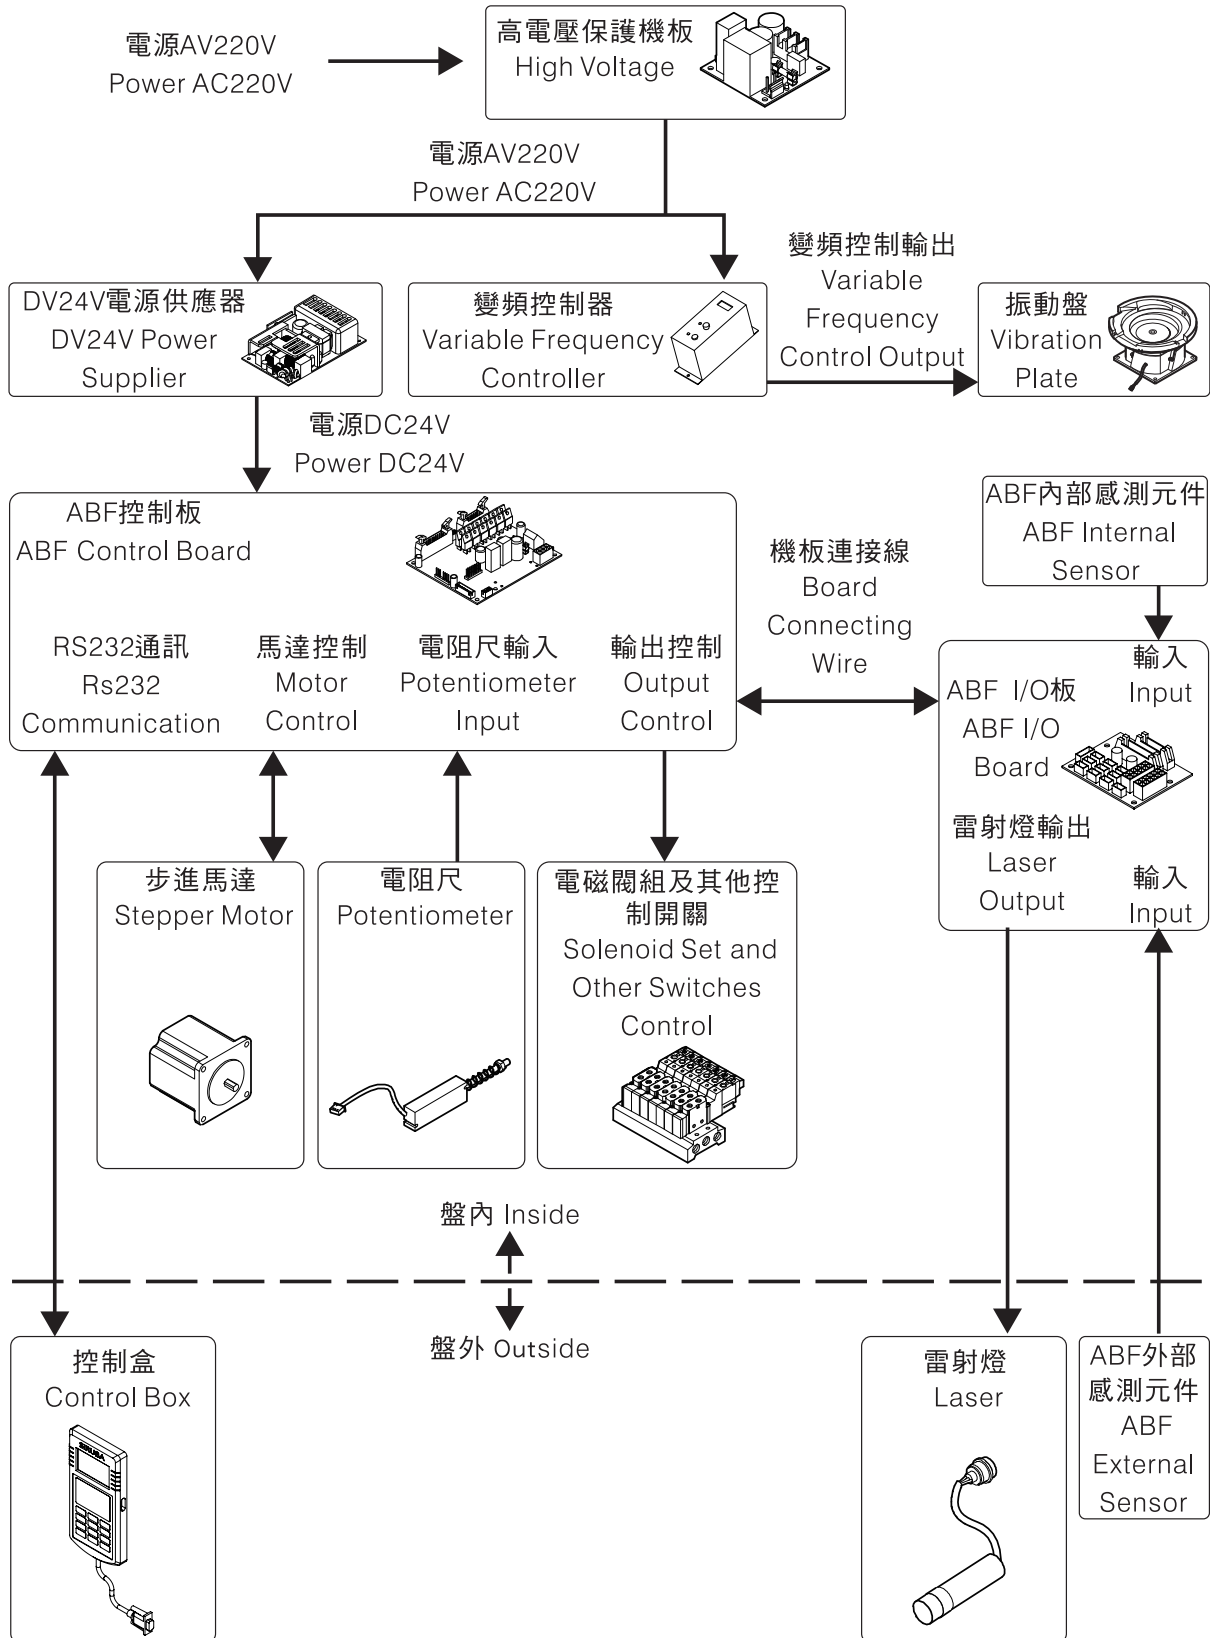 電源AV220V
Power AC220V
高電壓保護機板
High Voltage
電源AV220V
Power AC220V
DV24V電源供應器
DV24V Power
Supplier
變頻控制器
Variable Frequency
Controller
變頻控制輸出
Variable
Frequency
Control Output
振動盤
Vibration
Plate
電源DC24V
Power DC24V
ABF控制板
ABF Control Board
RS232通訊
Rs232
Communication
馬達控制
Motor
Control
電阻尺輸入
Potentiometer
Input
輸出控制
Output
Control
機板連接線
Board
Connecting
Wire
ABF內部感測元件
ABF Internal
Sensor
輸入
Input
ABF I/O板
ABF I/O
Board
雷射燈輸出
Laser
Output
輸入
Input
步進馬達
Stepper Motor
電阻尺
Potentiometer
電磁閥組及其他控
制開關
Solenoid Set and
Other Switches
Control
盤內 Inside
盤外 Outside
控制盒
Control Box
SIRUBA
雷射燈
Laser
ABF外部
感測元件
ABF
External
Sensor